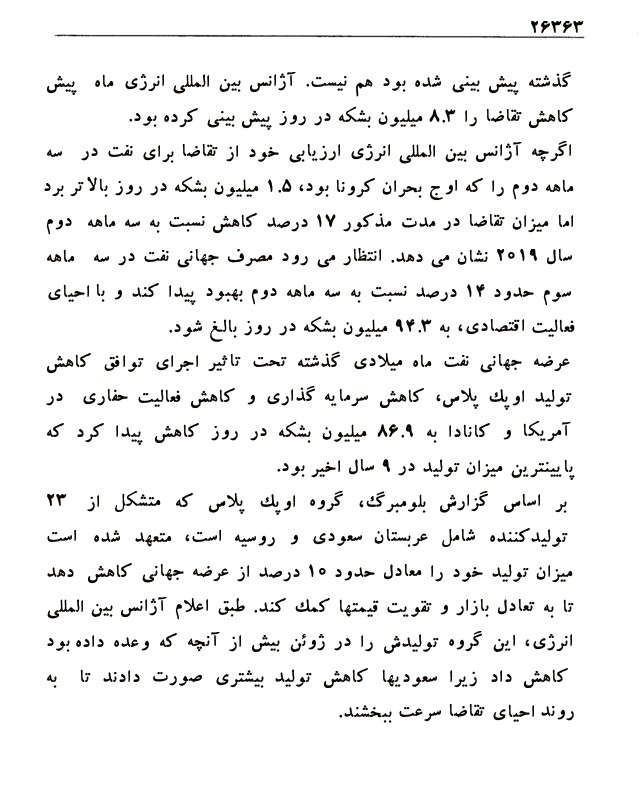 ۲۶۳۶۳
گذشته پیش بینی شده بود هم نیست. آژانس بین المللی انرژی ماه پیش
کاهش تقاضا را ۸.۳ میلیون بشکه در روز پیش بینی کرده بود.
اگرچه آژانس بین المللی انرژی ارزیابی خود از تقاضا برای نفت در سه
ماهه دوم را که اوج بحران کرونا بود، ۱.۵ میلیون بشکه در روز بالاتر برد
اما میزان تقاضا در مدت مذکور ۱۷ درصد کاهش نسبت به سه ماهه دوم
سال ۲۰۱۹ نشان می دهد. انتظار می رود مصرف جهانی نفت در سه ماهه
سوم حدود ۱۴ درصد نسبت به سه ماهه دوم بهبود پیدا کند و با احیای
فعالیت اقتصادی، به ۹۴.۳ میلیون بشکه در روز بالغ شود.
عرضه جهانی نفت ماه میلادی گذشته تحت تاثیر اجرای توافق کاهش
تولید اوپک پلاس، کاهش سرمایه گذاری و کاهش فعالیت حفاری در
آمریکا و کانادا به ۸۶.۹ میلیون بشکه در روز کاهش پیدا کرد که
پایینترین میزان تولید در ۹ سال اخیر بود.
بر اساس گزارش بلومبرگ، گروه اوپک پلاس که متشکل از ۲۳
تولیدکننده شامل عربستان سعودی و روسیه است، متعهد شده است
میزان تولید خود را معادل حدود ۱۰ درصد از عرضه جهانی کاهش دهد
تا به تعادل بازار و تقویت قیمتها کمک کند. طبق اعلام آژانس بین المللی
انرژی، این گروه تولیدش را در ژوئن بیش از آنچه که وعده داده بود
کاهش داد زیرا سعودیها کاهش تولید بیشتری صورت دادند تا به
روند احیای تقاضا سرعت ببخشند.